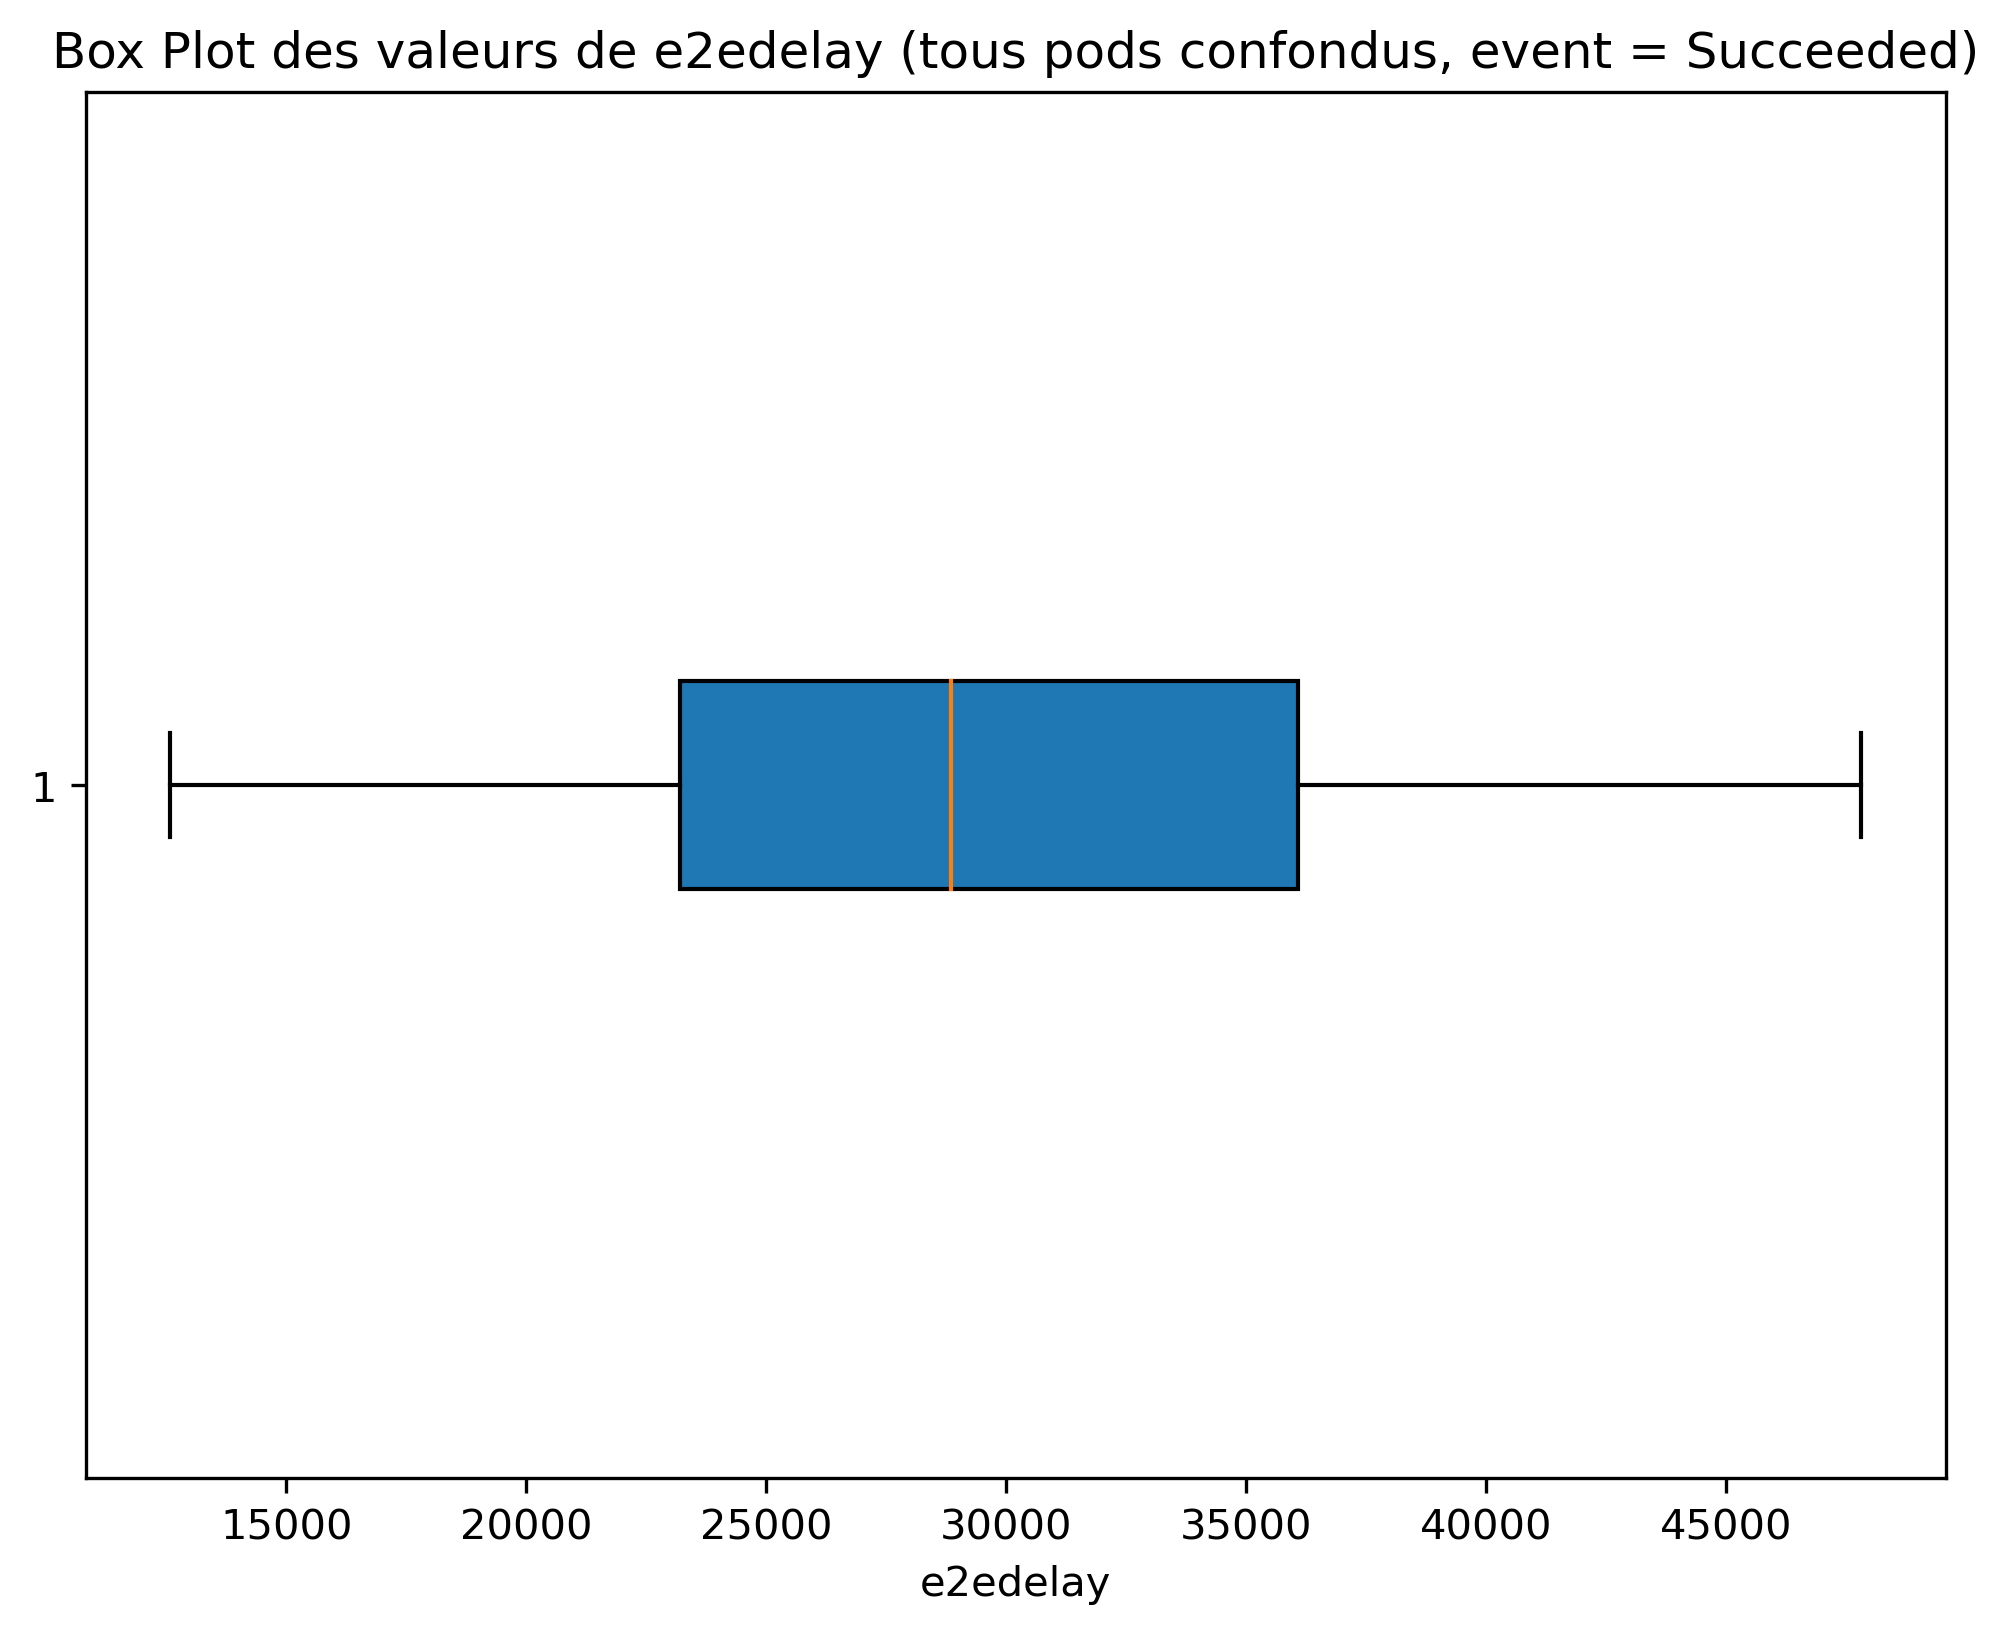 Box Plot des valeurs de e2edelay (tous pods confondus, event = Succeeded)
1
15000 20000 25000 30000 35000 40000 45000
e2edelay